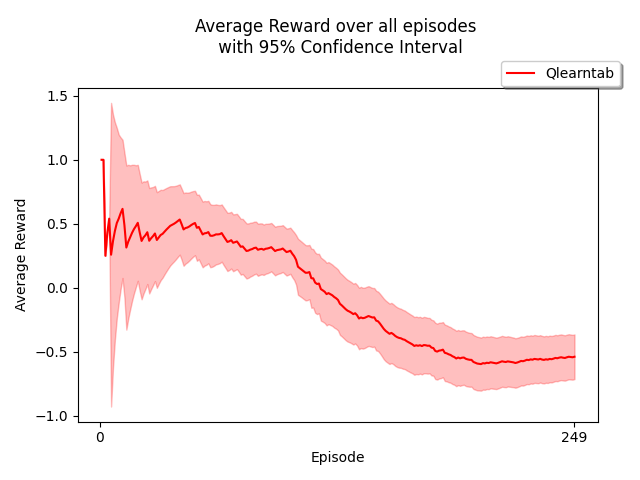 Average Reward over all episodes
with 95% Confidence Interval
Qlearntab
1.5
1.0
0.5
0.0
−0.5
−1.0
Average Reward
0
249
Episode